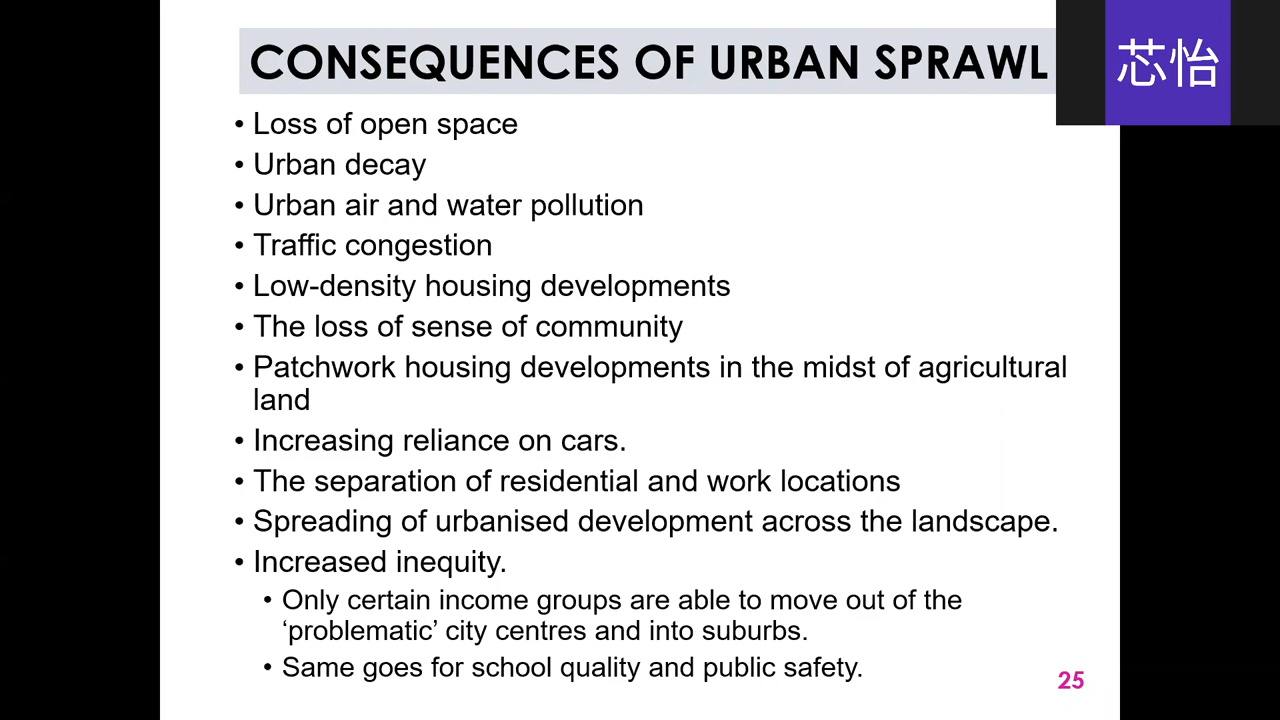 CONSEQUENCES OF URBAN SPRAWL
芯怡
• Loss of open space
• Urban decay
• Urban air and water pollution
• Traffic congestion
• Low-density housing developments
• The loss of sense of community
• Patchwork housing developments in the midst of agricultural
land
• Increasing reliance on cars.
• The separation of residential and work locations
• Spreading of urbanised development across the landscape.
• Increased inequity.
• Only certain income groups are able to move out of the
‘problematic’ city centres and into suburbs.
• Same goes for school quality and public safety.
25